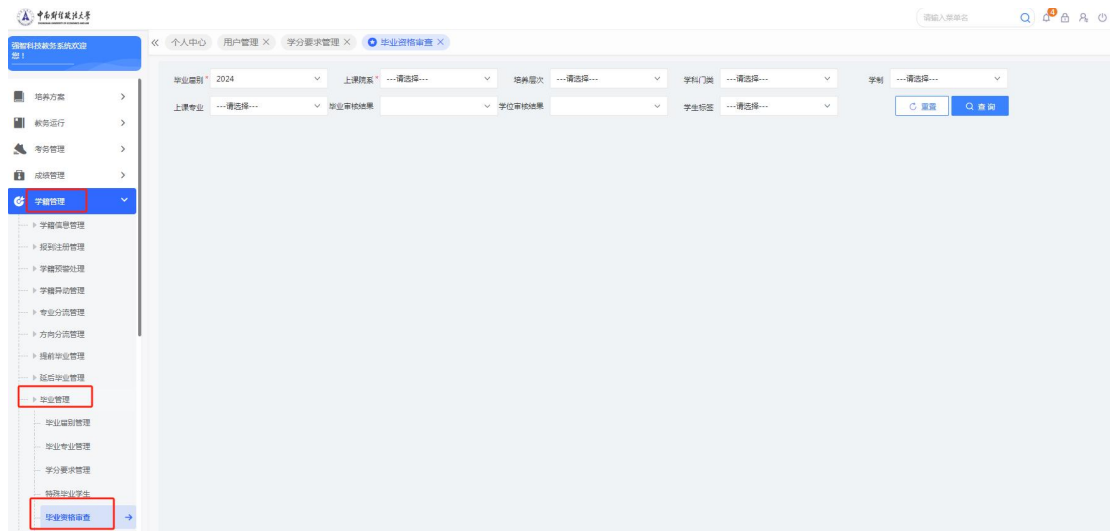 中南财经政法大学
请输入菜单名
4
强智科技教务系统欢迎
您！
个人中心 用户管理 学分要求管理 毕业资格审查
毕业届别* 2024 上课院系* ---请选择--- 培养层次 ---请选择--- 学科门类 ---请选择--- 学制 ---请选择---
上课专业 ---请选择--- 毕业审核结果 学位审核结果 学生标签 ---请选择--- 重置 查询
培养方案
教务运行
考务管理
成绩管理
学籍管理
学籍信息管理
报到注册管理
学籍预警处理
学籍异动管理
专业分流管理
方向分流管理
提前毕业管理
延后毕业管理
毕业管理
毕业届别管理
毕业专业管理
学分要求管理
特殊毕业学生
毕业资格审查